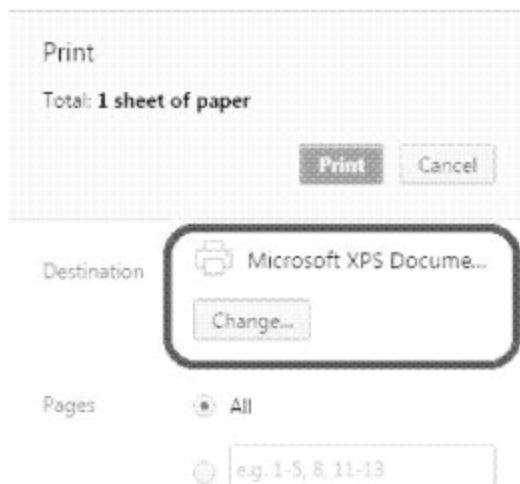 Print
Total: 1 sheet of paper
Print Cancel
Destination Microsoft XPS Docume...
Change...
Pages All
e.g. 1-5, 8, 11-13